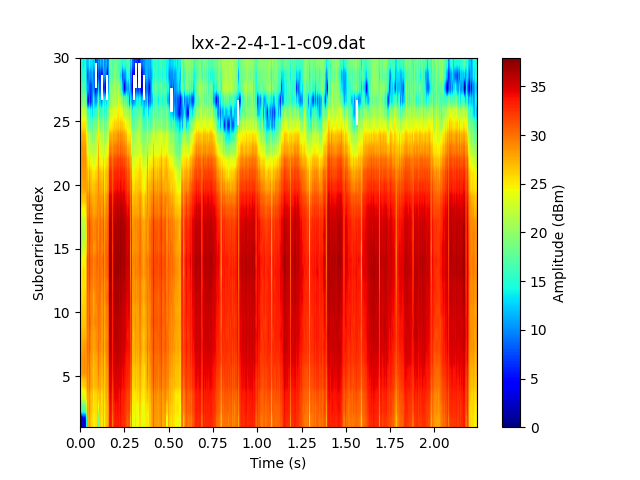 lxx-2-2-4-1-1-c09.dat
30
25
20
15
10
5
Subcarrier Index
0.00 0.25 0.50 0.75 1.00 1.25 1.50 1.75 2.00
Time (s)
35
30
25
20
15
10
5
0
Amplitude (dBm)